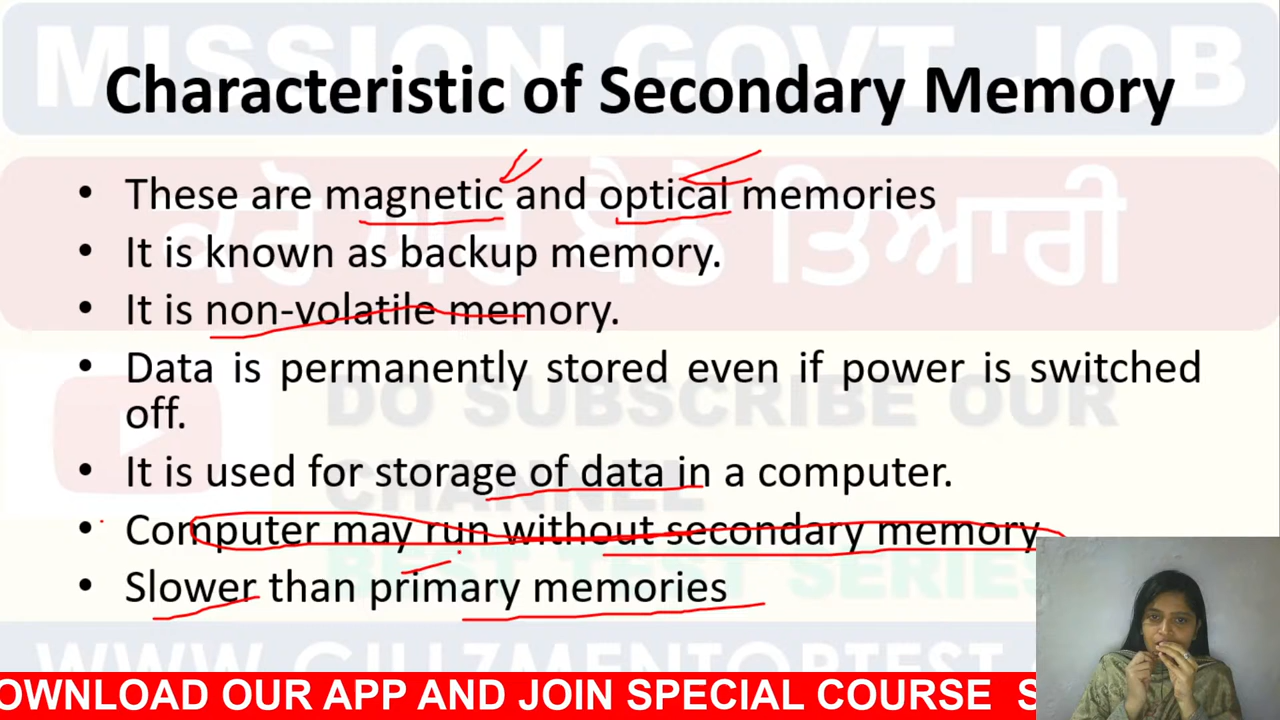 MISSION GOVT JOB
Characteristic of Secondary Memory
• These are magnetic and optical memories
ਕਰੋ ਘਰ ਬੈਠੇ ਤਿਆਰੀ
• It is known as backup memory.
• It is non-volatile memory.
• Data is permanently stored even if power is switched
off.
DO SUBSCRIBE OUR
CHANNEL
• It is used for storage of data in a computer.
• Computer may run without secondary memory
BEST TEST SERIES
• Slower than primary memories
OWNLOAD OUR APP AND JOIN SPECIAL COURSE S